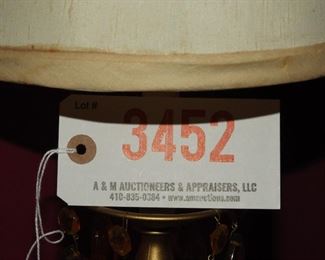 Lot #
3452
A & M AUCTIONEERS & APPRAISERS, LLC
410-835-0384 • www.amauctions.com